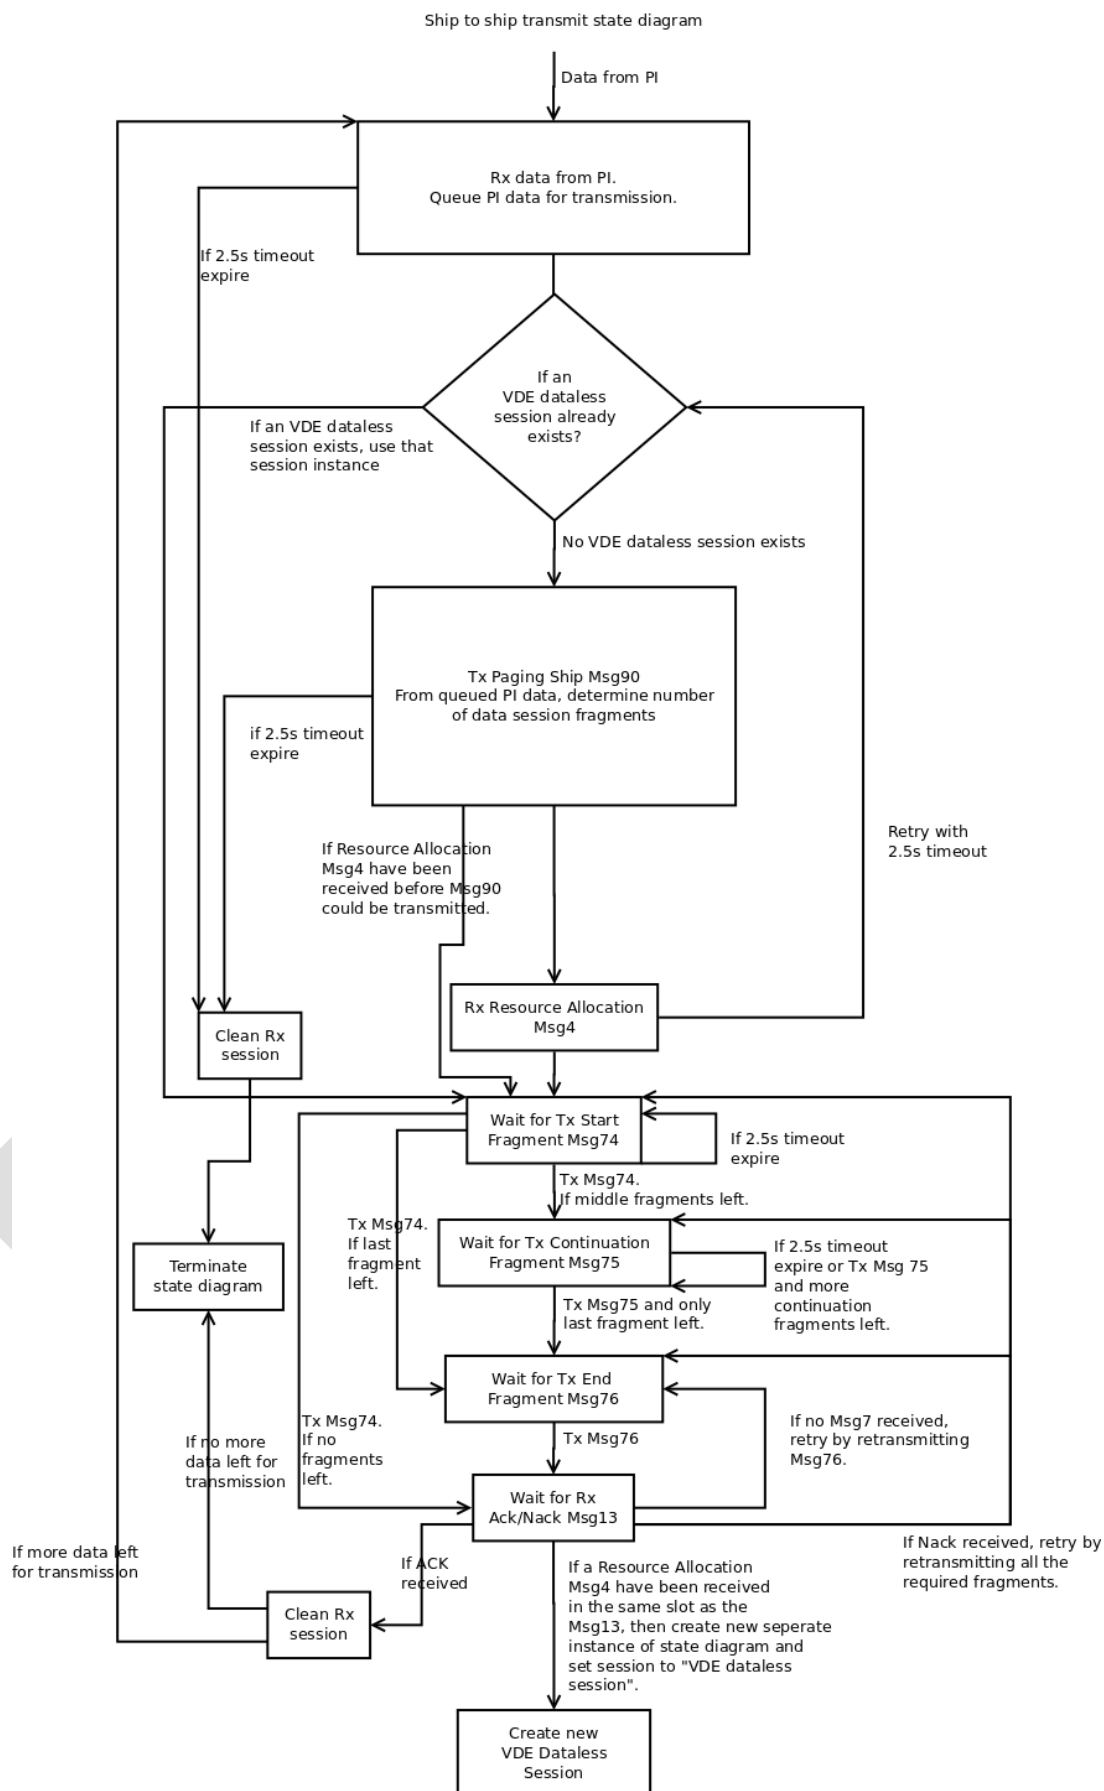 Ship to ship transmit state diagram
Data from PI
Rx data from PI.
Queue PI data for transmission.
If 2.5s timeout
expire
If an
VDE dataless
session already
exists?
If an VDE dataless
session exists, use that
session instance
No VDE dataless session exists
Tx Paging Ship Msg90
From queued PI data, determine number
of data session fragments
if 2.5s timeout
expire
Retry with
2.5s timeout
If Resource Allocation
Msg4 have been
received before Msg90
could be transmitted.
Rx Resource Allocation
Msg4
Clean Rx
session
Wait for Tx Start
Fragment Msg74
If 2.5s timeout
expire
Tx Msg74.
If middle fragments left.
Tx Msg74.
If last
fragment
left.
Wait for Tx Continuation
Fragment Msg75
If 2.5s timeout
expire or Tx Msg 75
and more
continuation
fragments left.
Terminate
state diagram
Tx Msg75 and only
last fragment left.
Wait for Tx End
Fragment Msg76
Tx Msg74.
If no
fragments
left.
Tx Msg76
If no Msg7 received,
retry by retransmitting
Msg76.
If no more
data left for
transmission
Wait for Rx
Ack/Nack Msg13
If Nack received, retry by
retransmitting all the
required fragments.
If more data left
for transmission
If ACK
received
If a Resource Allocation
Msg4 have been received
in the same slot as the
Msg13, then create new seperate
instance of state diagram and
set session to "VDE dataless
session".
Clean Rx
session
Create new
VDE Dataless
Session